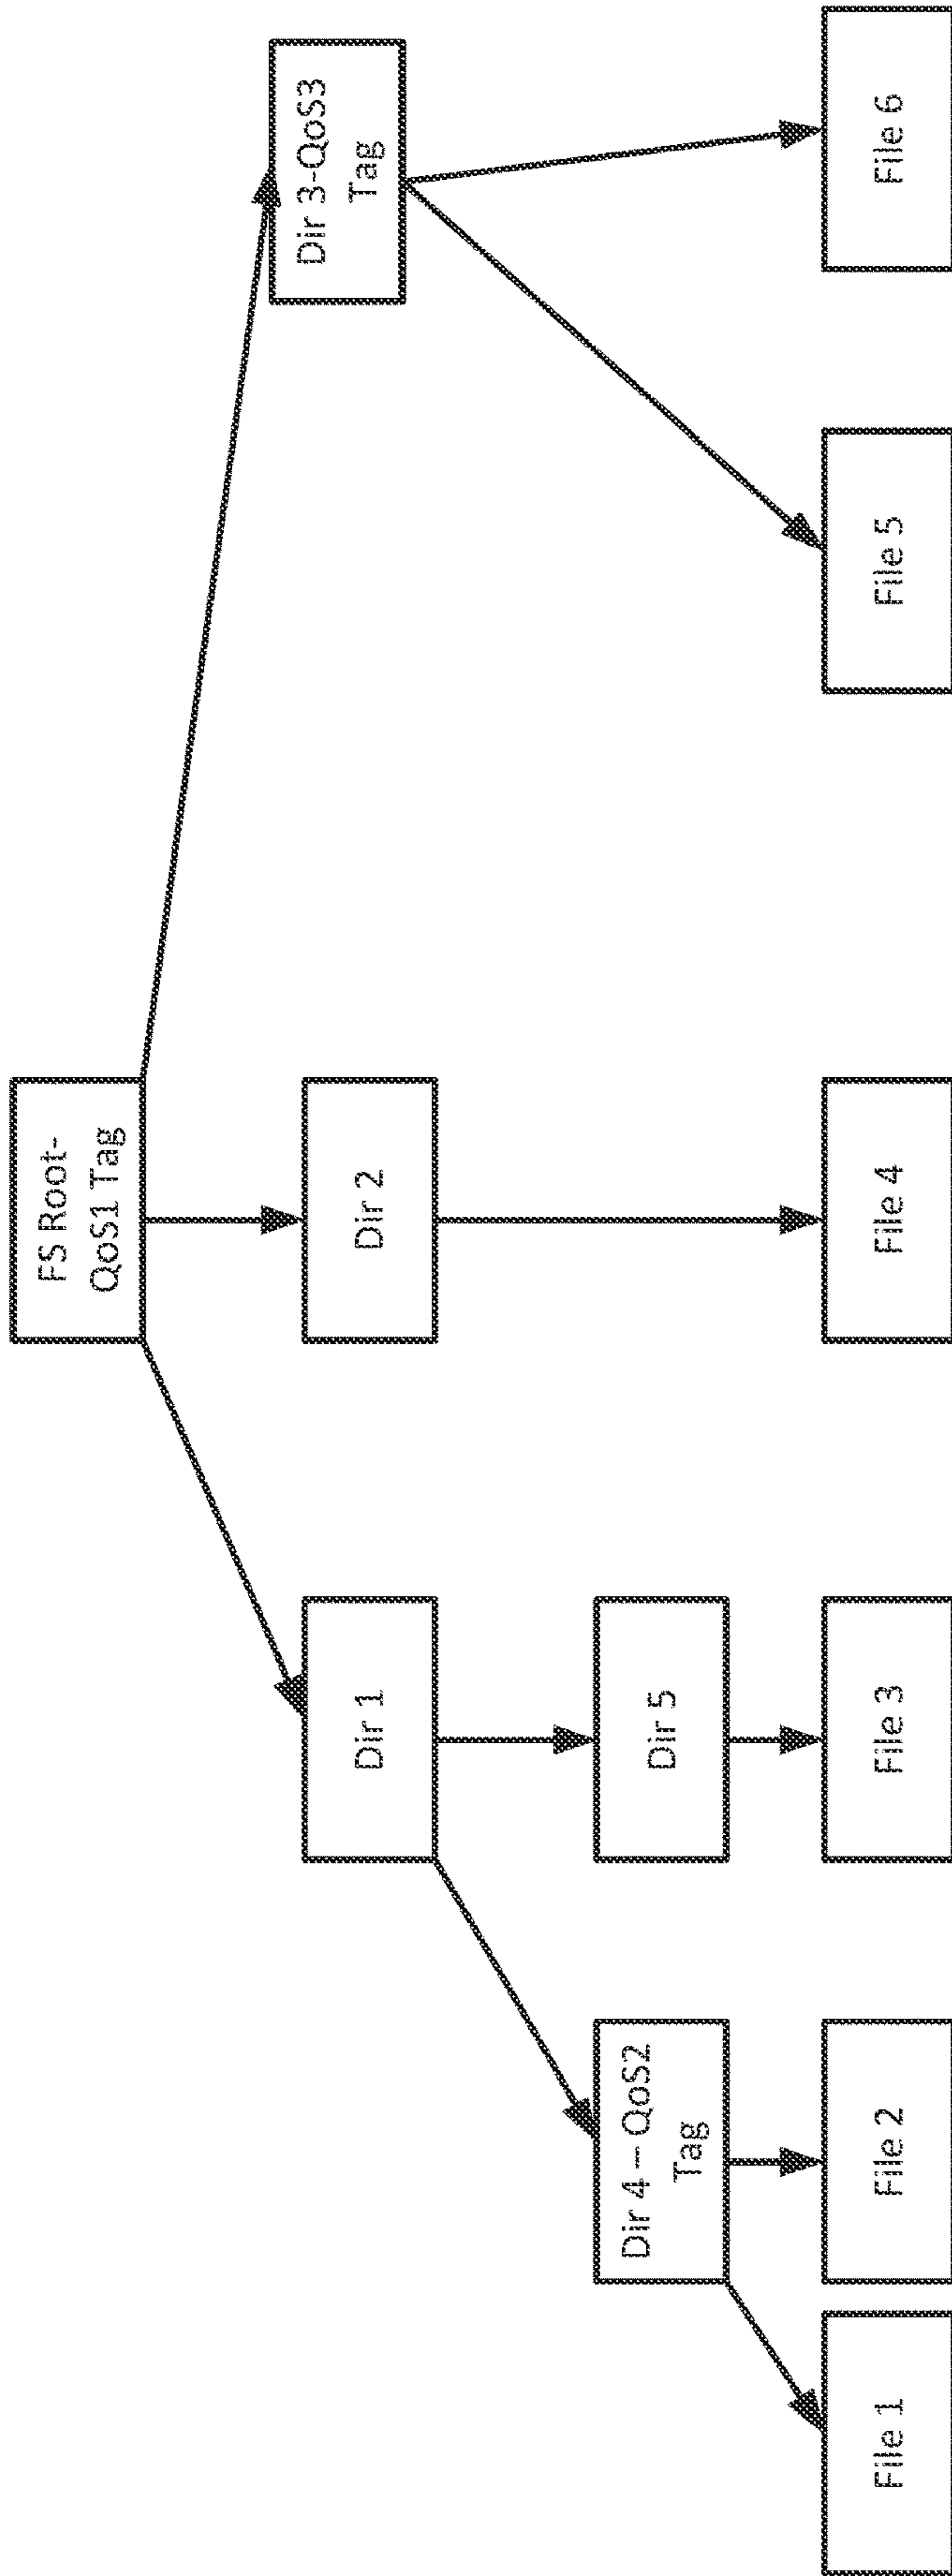 FS Root-
QoS1 Tag
Dir 1
Dir 2
Dir 3-QoS3
Tag
Dir 4 – QoS2
Tag
Dir 5
File 1
File 2
File 3
File 4
File 5
File 6